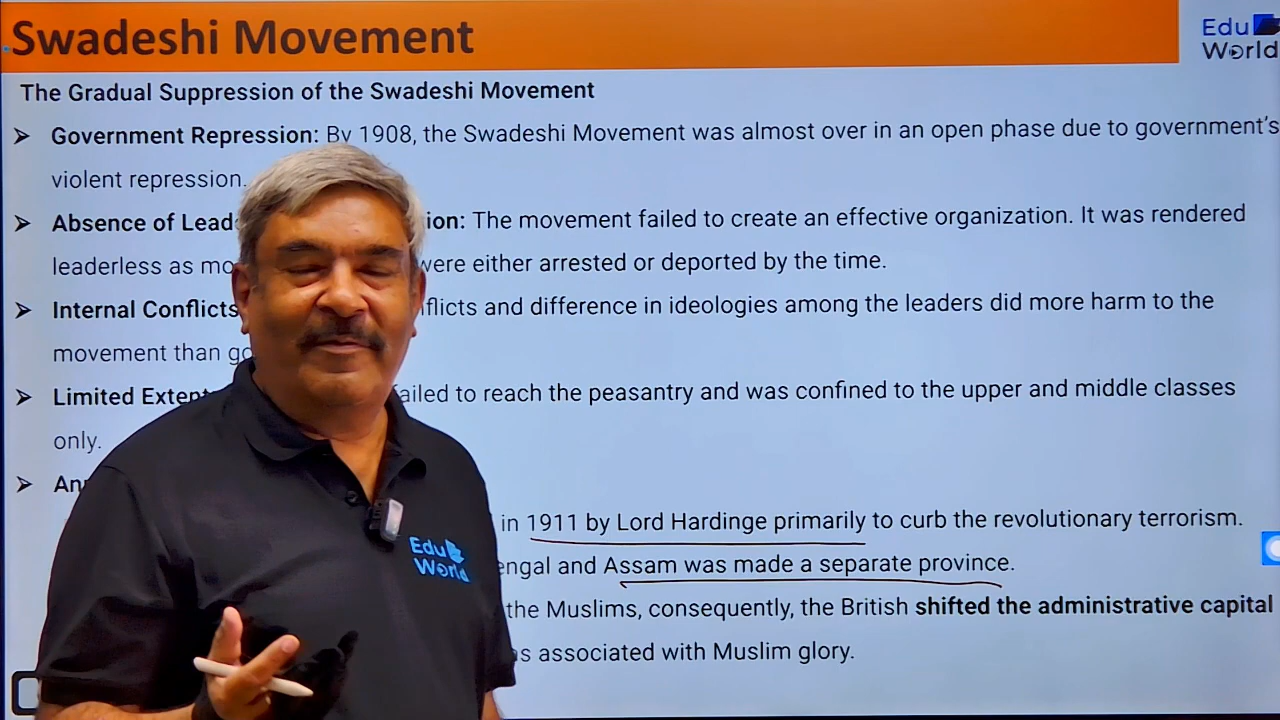 Swadeshi Movement
Edu
World
The Gradual Suppression of the Swadeshi Movement
➤ Government Repression: By 1908, the Swadeshi Movement was almost over in an open phase due to government's
violent repression.
➤ Absence of Lead ion: The movement failed to create an effective organization. It was rendered
leaderless as mo were either arrested or deported by the time.
➤ Internal Conflicts flicts and difference in ideologies among the leaders did more harm to the
movement than go
➤ Limited Extent ailed to reach the peasantry and was confined to the upper and middle classes
only.
➤ An
in 1911 by Lord Hardinge primarily to curb the revolutionary terrorism.
engal and Assam was made a separate province.
the Muslims, consequently, the British shifted the administrative capital
as associated with Muslim glory.
Edu
World